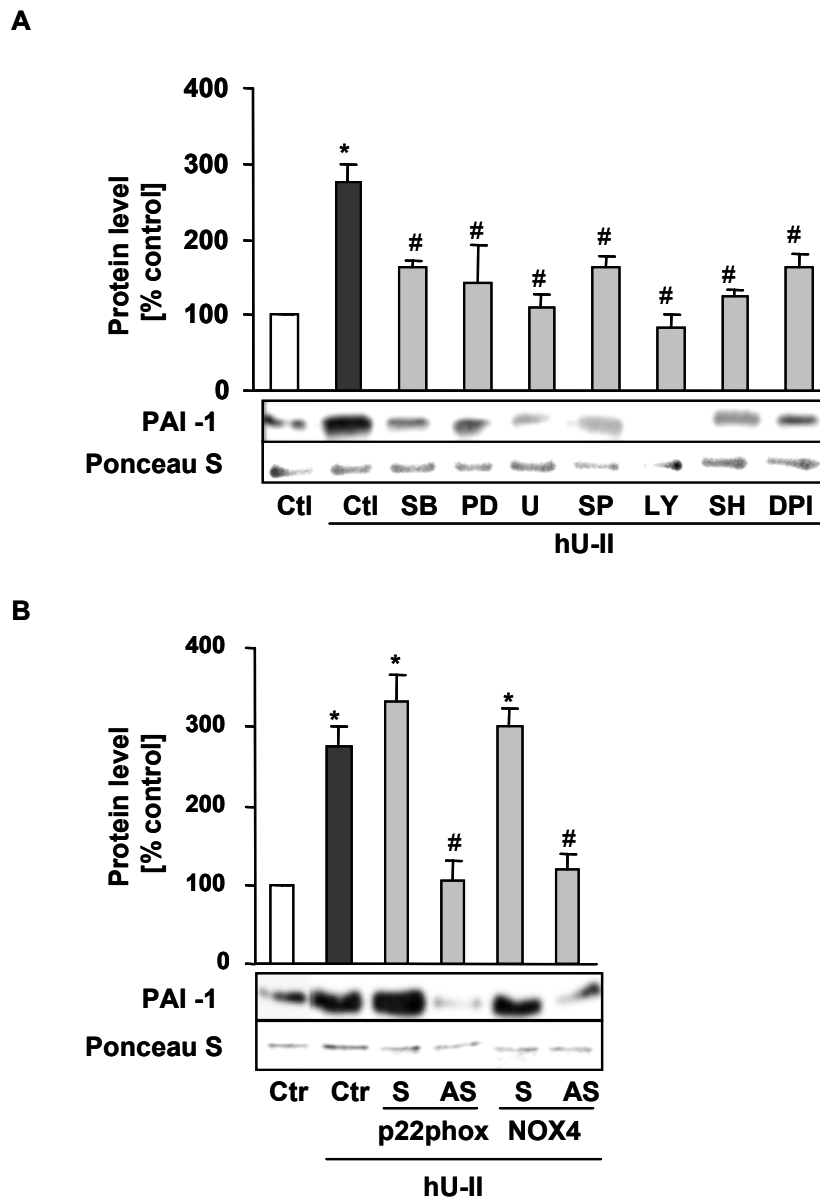 A
400
300
200
100
0
Protein level
[% control]
*
#
#
#
#
#
#
#
PAI -1
Ponceau S
Ctl Ctl SB PD U SP LY SH DPI
hU-II
B
400
300
200
100
0
Protein level
[% control]
*
*
#
*
#
PAI -1
Ponceau S
Ctr Ctr S AS S AS
p22phox NOX4
hU-II